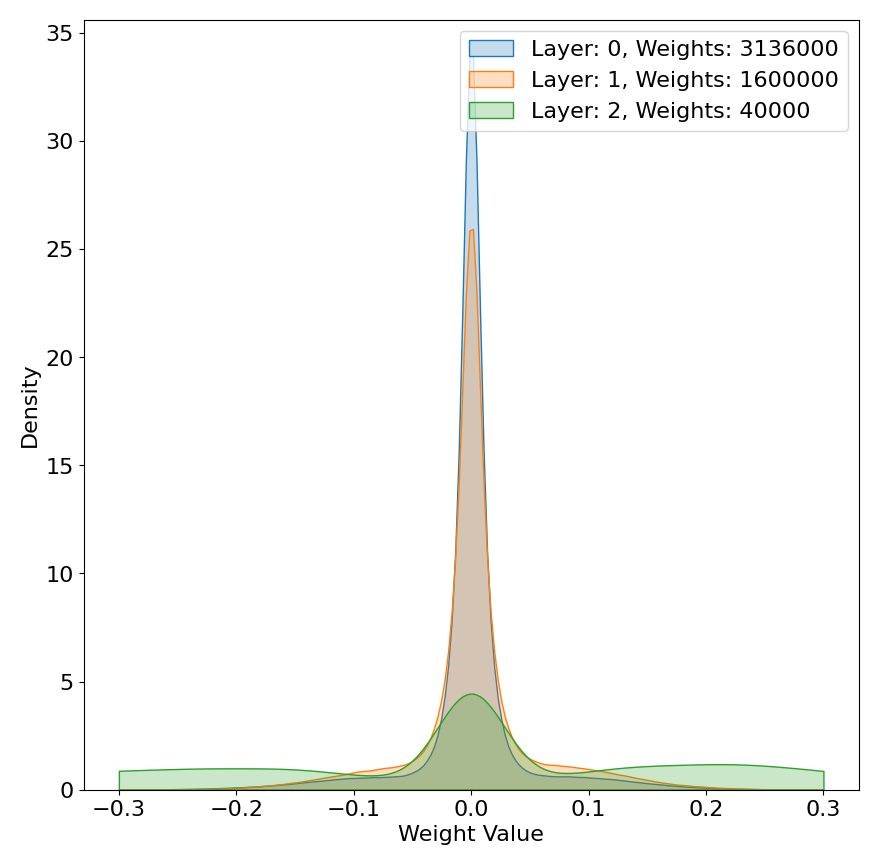 Layer: 0, Weights: 3136000
Layer: 1, Weights: 1600000
Layer: 2, Weights: 40000
35
30
25
20
15
10
5
0
Density
−0.3 −0.2 −0.1 0.0 0.1 0.2 0.3
Weight Value